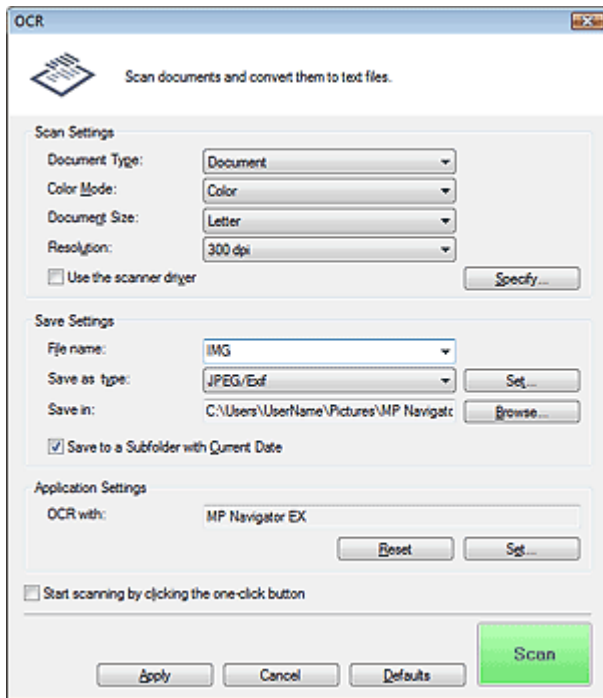 OCR
Scan documents and convert them to text files.
Scan Settings
Document Type: Document
Color Mode: Color
Document Size: Letter
Resolution: 300 dpi
Use the scanner driver Specify...
Save Settings
File name: IMG
Save as type: JPEG/Exif Set...
Save in: C:\Users\UserName\Pictures\MP Navigatc Browse...
Save to a Subfolder with Current Date
Application Settings
OCR with: MP Navigator EX
Reset Set...
Start scanning by clicking the one-click button
Scan
Apply Cancel Defaults